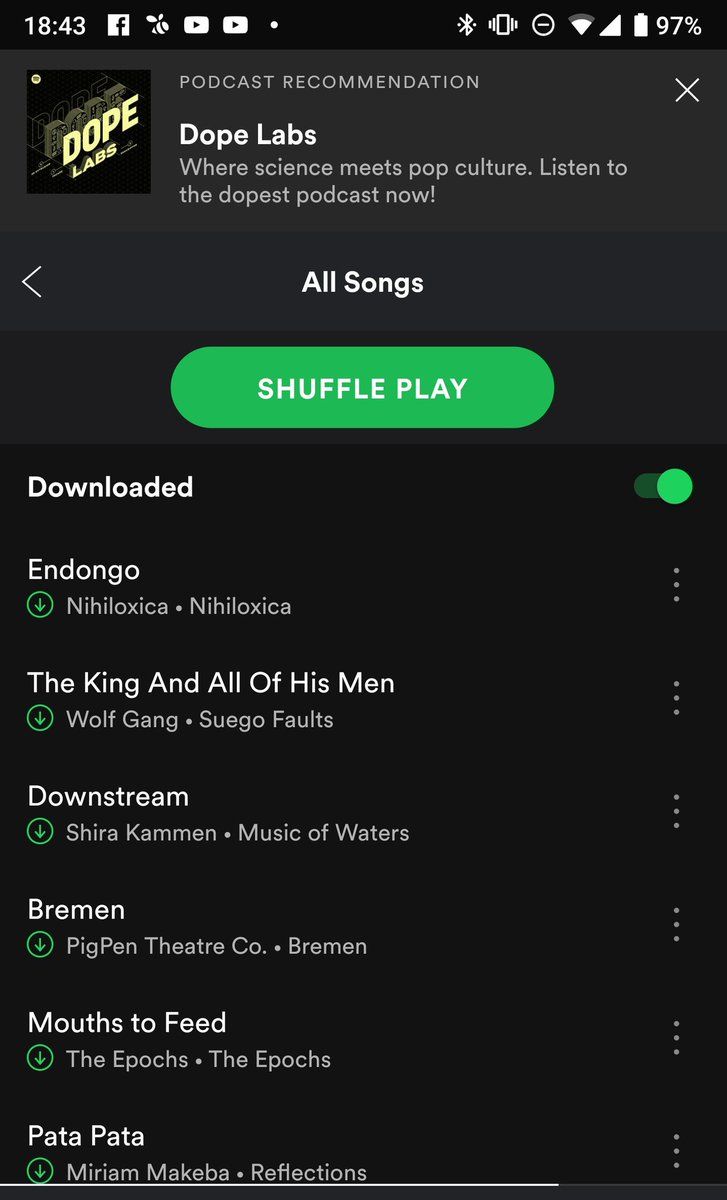 18:43
97%
DOPE
LABS
PODCAST RECOMMENDATION
Dope Labs
Where science meets pop culture. Listen to
the dopest podcast now!
All Songs
SHUFFLE PLAY
Downloaded
Endongo
Nihiloxica • Nihiloxica
The King And All Of His Men
Wolf Gang • Suego Faults
Downstream
Shira Kammen • Music of Waters
Bremen
PigPen Theatre Co. • Bremen
Mouths to Feed
The Epochs • The Epochs
Pata Pata
Miriam Makeba • Reflections